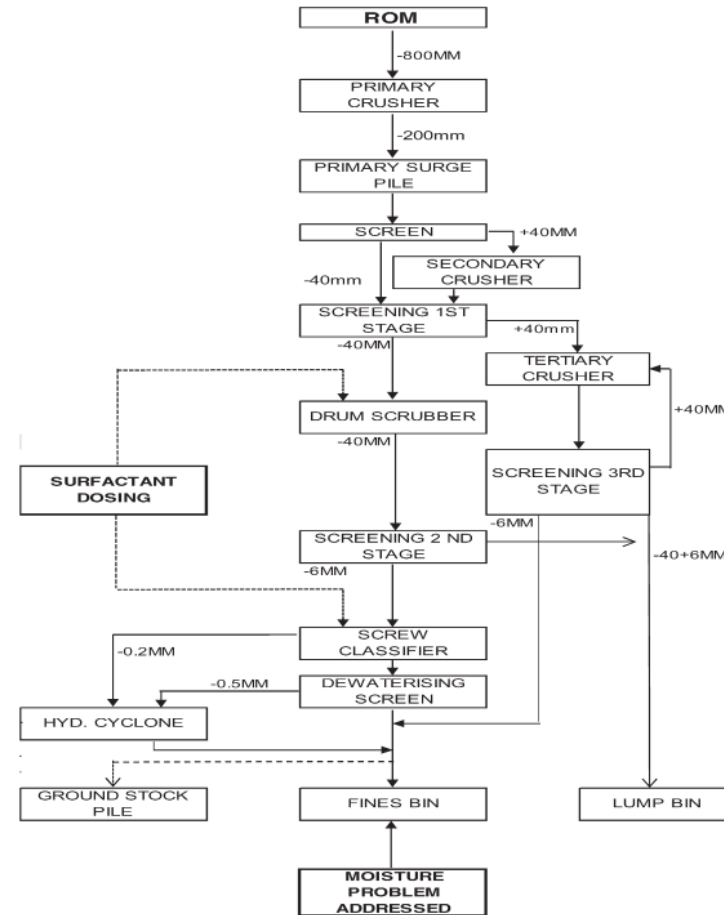 ROM
-800MM
PRIMARY
CRUSHER
-200mm
PRIMARY SURGE
PILE
SCREEN
+40MM
SECONDARY
CRUSHER
-40mm
SCREENING 1ST
STAGE
+40mm
-40MM
TERTIARY
CRUSHER
DRUM SCRUBBER
+40MM
-40MM
SURFACTANT
DOSING
SCREENING 3RD
STAGE
-6MM
SCREENING 2 ND
STAGE
-40+6MM
-6MM
SCREW
CLASSIFIER
-0.2MM
-0.5MM
DEWATERISING
SCREEN
HYD. CYCLONE
GROUND STOCK
PILE
FINES BIN
LUMP BIN
MOISTURE
PROBLEM
ADDRESSED